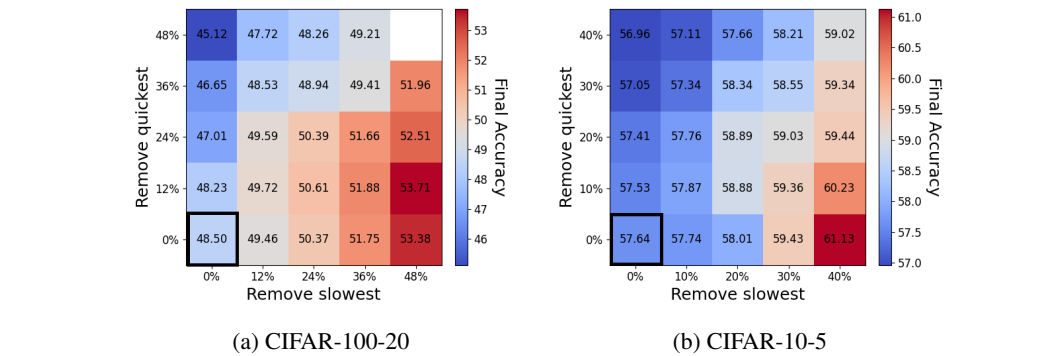 48% 45.12 47.72 48.26 49.21
36% 46.65 48.53 48.94 49.41 51.96
24% 47.01 49.59 50.39 51.66 52.51
12% 48.23 49.72 50.61 51.88 53.71
0% 48.50 49.46 50.37 51.75 53.38
0% 12% 24% 36% 48%
Remove slowest
Remove quickest
53
52
51
50
49
48
47
46
Final Accuracy
(a) CIFAR-100-20
40% 56.96 57.11 57.66 58.21 59.02
30% 57.05 57.34 58.34 58.55 59.34
20% 57.41 57.76 58.89 59.03 59.44
10% 57.53 57.87 58.88 59.36 60.23
0% 57.64 57.74 58.01 59.43 61.13
0% 10% 20% 30% 40%
Remove slowest
Remove quickest
61.0
60.5
60.0
59.5
59.0
58.5
58.0
57.5
57.0
Final Accuracy
(b) CIFAR-10-5